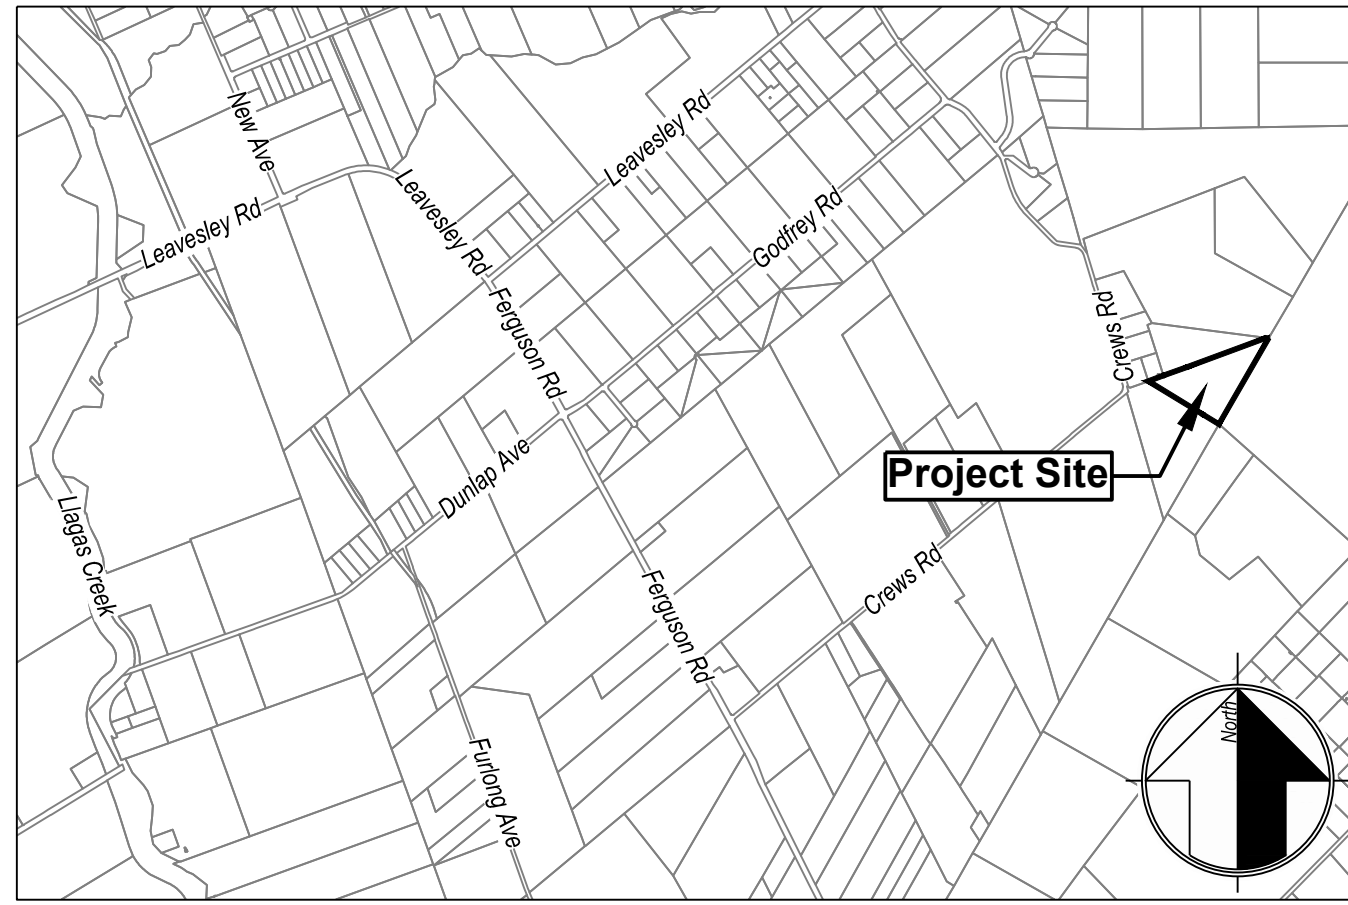 New Ave
Leavesley Rd
Leavesley Rd
Leavesley Rd
Godfrey Rd
Ferguson Rd
Crews Rd
Dunlap Ave
Project Site
Llagas Creek
Crews Rd
Ferguson Rd
Furlong Ave
North